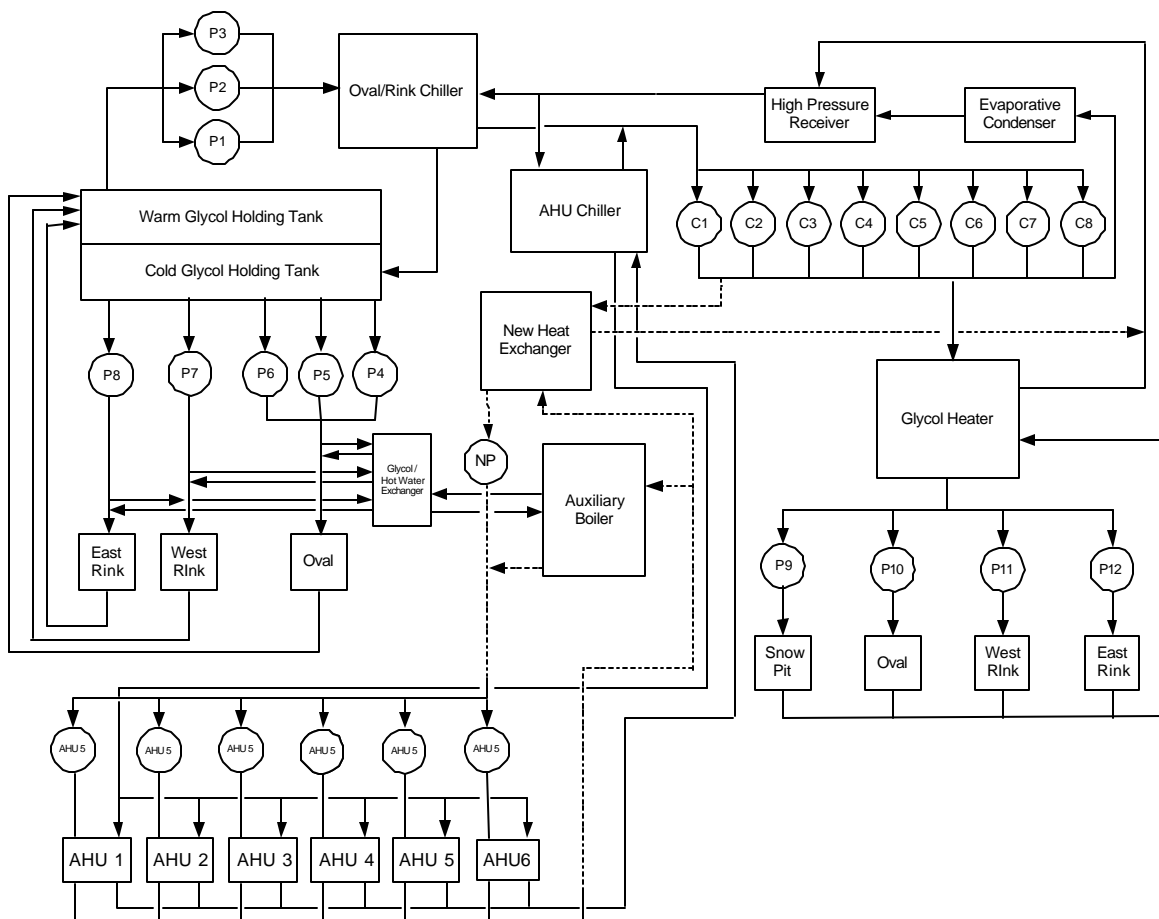 P3
P2
P1
Oval/Rink Chiller
High Pressure
Receiver
Evaporative
Condenser
Warm Glycol Holding Tank
Cold Glycol Holding Tank
AHU Chiller
C1
C2
C3
C4
C5
C6
C7
C8
New Heat
Exchanger
P8
P7
P6
P5
P4
Glycol Heater
Glycol /
Hot Water
Exchanger
NP
Auxiliary
Boiler
East
Rink
West
RInk
Oval
P9
P10
P11
P12
Snow
Pit
Oval
West
RInk
East
Rink
AHU 5
AHU 5
AHU 5
AHU 5
AHU 5
AHU 5
AHU 1
AHU 2
AHU 3
AHU 4
AHU 5
AHU6